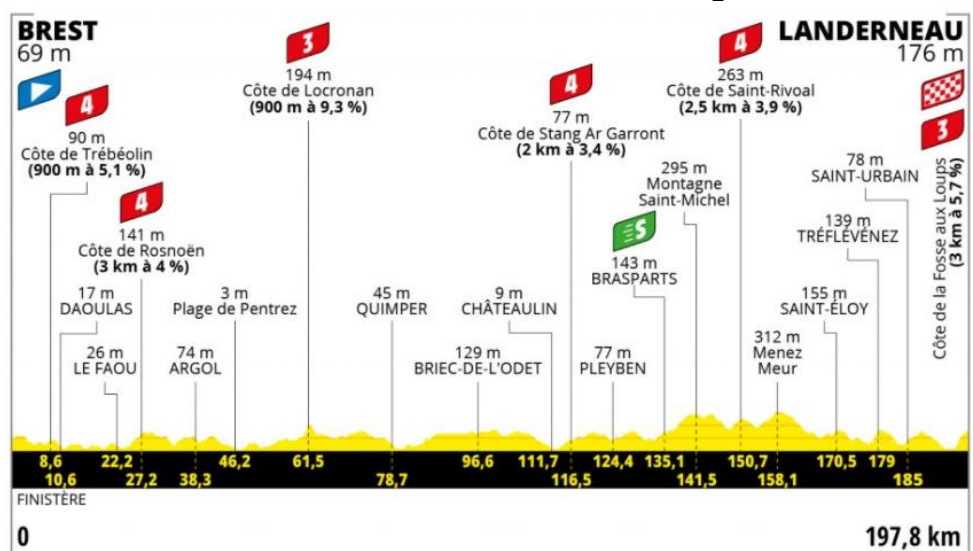 BREST
69 m
LANDERNEAU
176 m
4
90 m
Côte de Trébéolin
(900 m à 5,1 %)
4
141 m
Côte de Rosnoën
(3 km à 4 %)
3
194 m
Côte de Locronan
(900 m à 9,3 %)
4
77 m
Côte de Stang Ar Garront
(2 km à 3,4 %)
4
263 m
Côte de Saint-Rivoal
(2,5 km à 3,9 %)
3
Côte de la Fosse aux Loups
(3 km à 5,7 %)
17 m
DAOULAS
26 m
LE FAOU
74 m
ARGOL
3 m
Plage de Pentrez
45 m
QUIMPER
129 m
BRIEC-DE-L'ODET
9 m
CHÂTEAULIN
77 m
PLEYBEN
S
143 m
BRASPARTS
295 m
Montagne
Saint-Michel
312 m
Menez
Meur
155 m
SAINT-ÉLOY
139 m
TRÉFLÉVÉNEZ
78 m
SAINT-URBAIN
8,6 22,2 46,2 61,5 96,6 111,7 124,4 135,1 150,7 170,5 179
10,6 27,2 38,3 78,7 116,5 141,5 158,1 185
FINISTÈRE
0
197,8 km